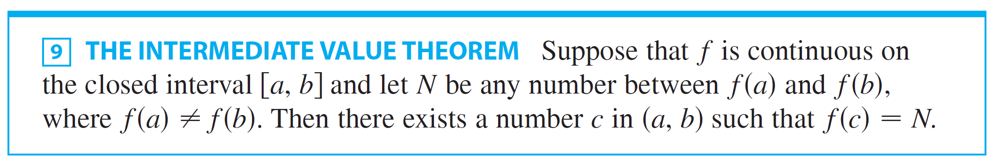 9 THE INTERMEDIATE VALUE THEOREM Suppose that f is continuous on
the closed interval [a, b] and let N be any number between f(a) and f(b),
where f(a) ≠ f(b). Then there exists a number c in (a, b) such that f(c) = N.